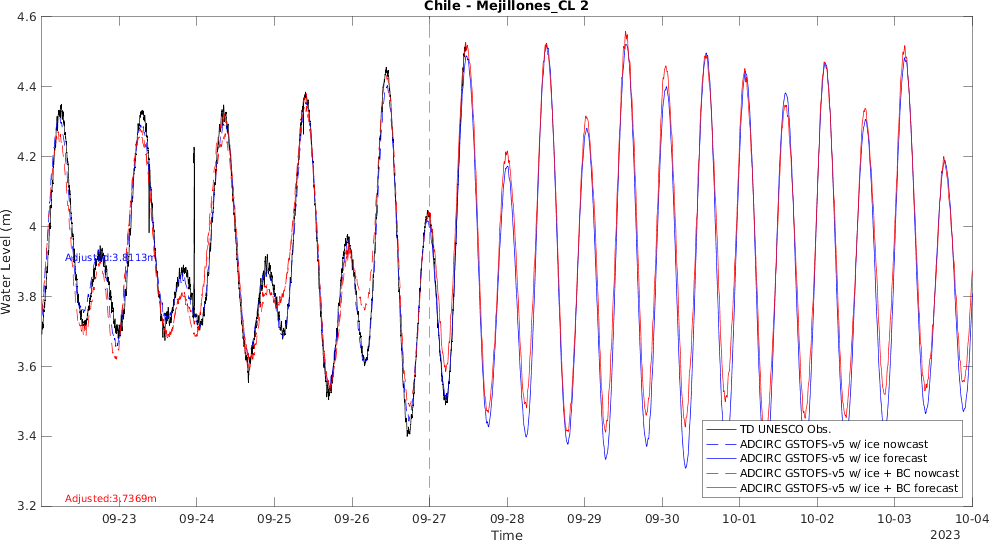 Chile - Mejillones_CL 2
Water Level (m)
4.6
4.4
4.2
4
3.8
3.6
3.4
3.2
Adjusted:3.8113m
Adjusted:3.7369m
TD UNESCO Obs.
ADCIRC GSTOFS-v5 w/ ice nowcast
ADCIRC GSTOFS-v5 w/ ice forecast
ADCIRC GSTOFS-v5 w/ ice + BC nowcast
ADCIRC GSTOFS-v5 w/ ice + BC forecast
09-23 09-24 09-25 09-26 09-27 09-28 09-29 09-30 10-01 10-02 10-03 10-04
Time
2023